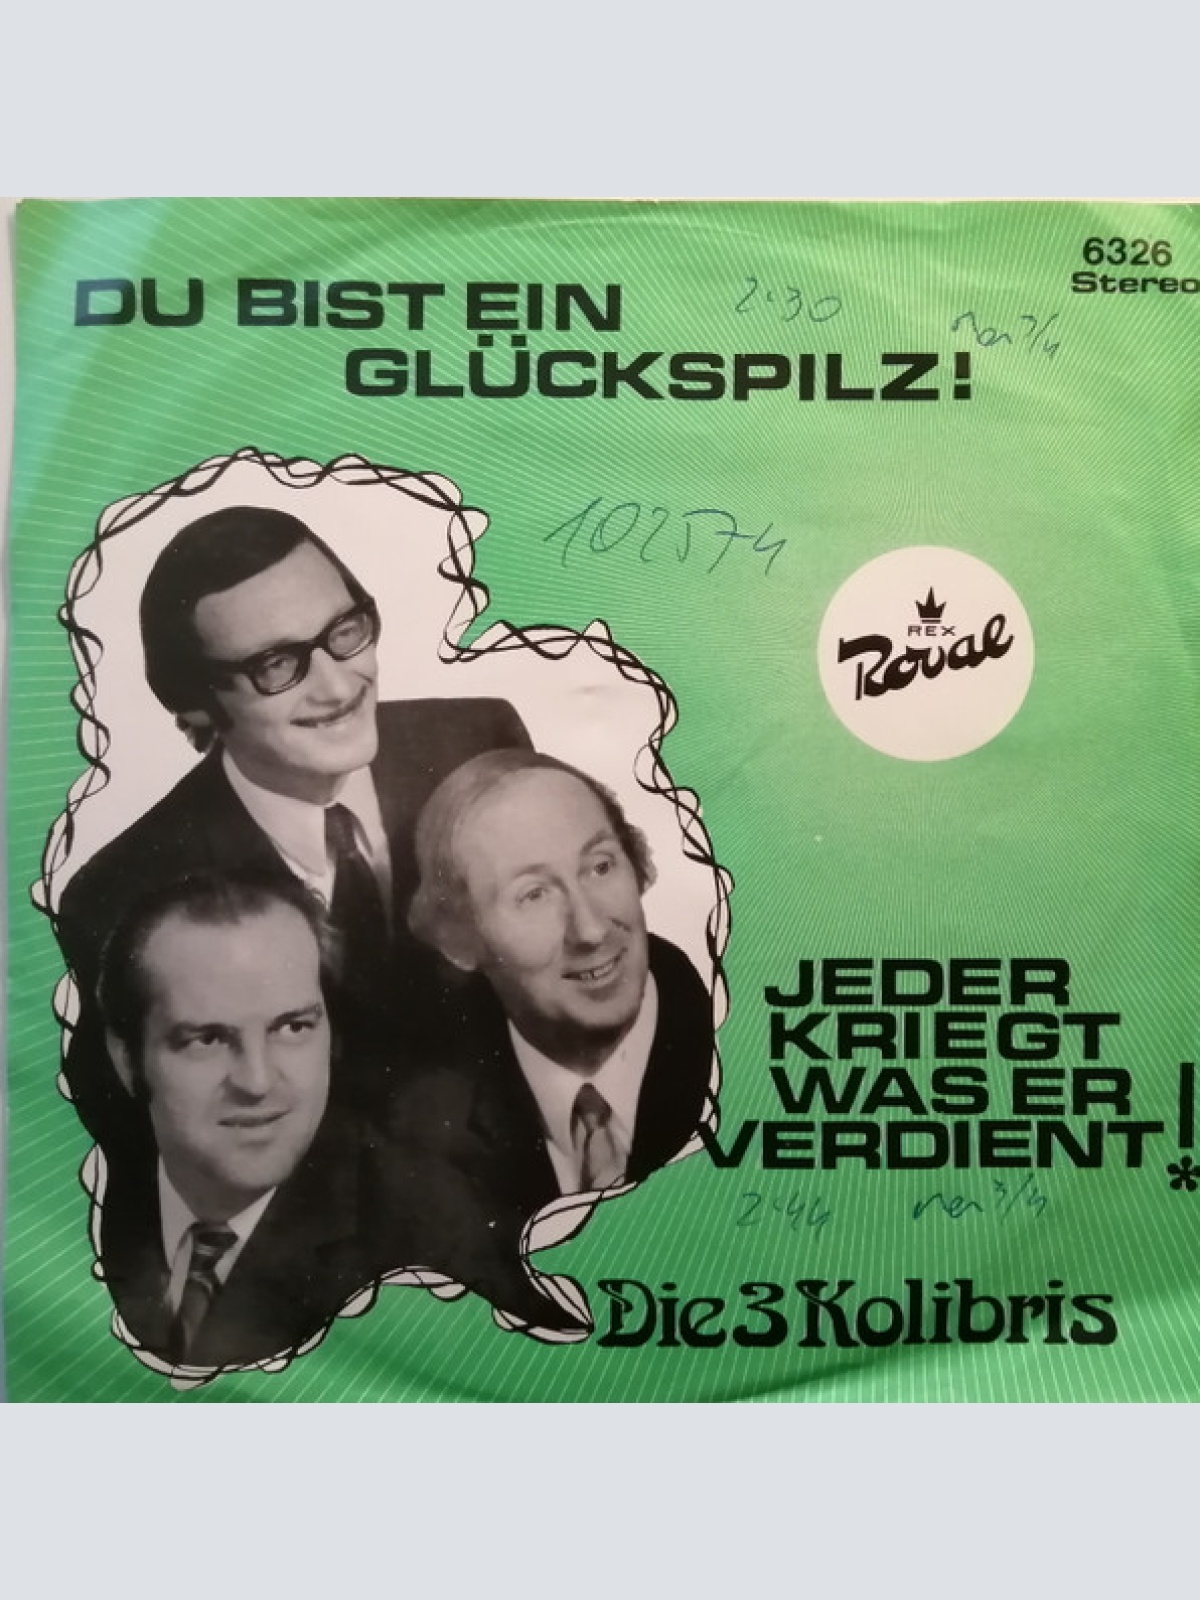 6326
Stereo
DU BIST EIN
2·30
GLÜCKSPILZ!
102574
REX
Royal
JEDER
KRIEGT
WAS ER
VERDIENT!
2·44
Die 3 Kolibris